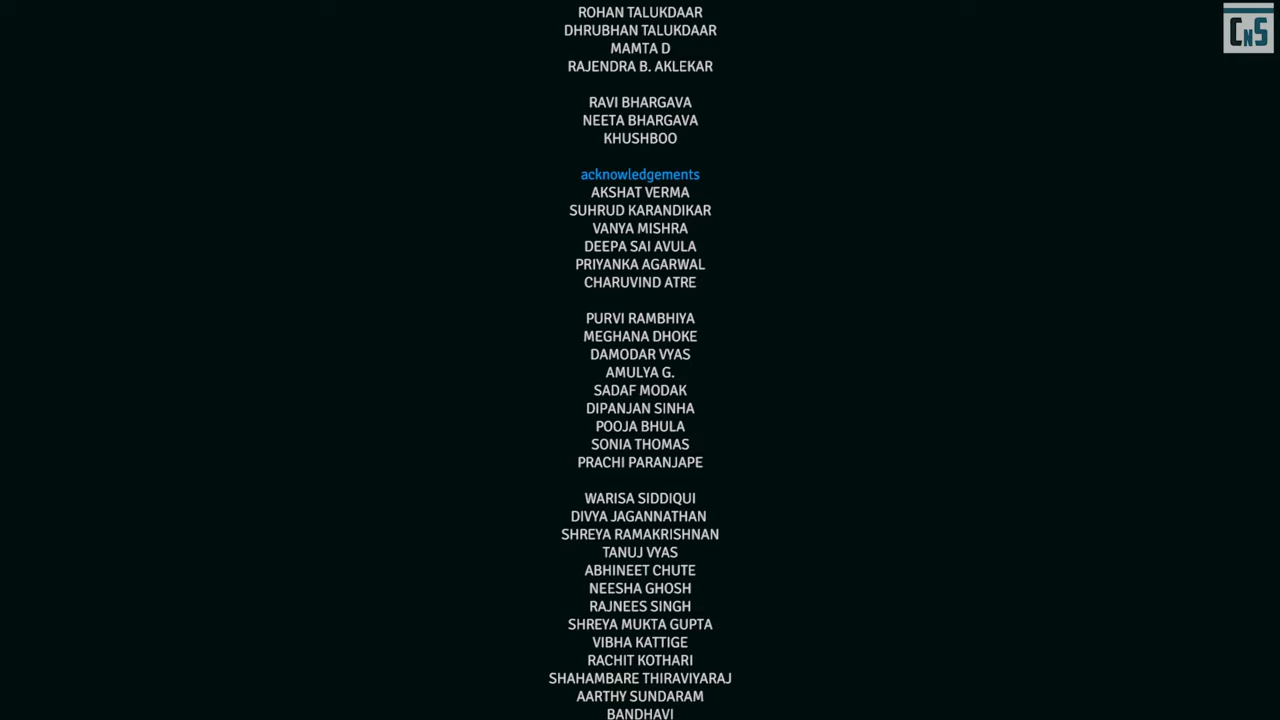 ROHAN TALUKDAAR
DHRUBHAN TALUKDAAR
MAMTA D
RAJENDRA B. AKLEKAR
RAVI BHARGAVA
NEETA BHARGAVA
KHUSHBOO
acknowledgements
AKSHAT VERMA
SUHRUD KARANDIKAR
VANYA MISHRA
DEEPA SAI AVULA
PRIYANKA AGARWAL
CHARUVIND ATRE
PURVI RAMBHIYA
MEGHANA DHOKE
DAMODAR VYAS
AMULYA G.
SADAF MODAK
DIPANJAN SINHA
POOJA BHULA
SONIA THOMAS
PRACHI PARANJAPE
WARISA SIDDIQUI
DIVYA JAGANNATHAN
SHREYA RAMAKRISHNAN
TANUJ VYAS
ABHINEET CHUTE
NEESHA GHOSH
RAJNEES SINGH
SHREYA MUKTA GUPTA
VIBHA KATTIGE
RACHIT KOTHARI
SHAHAMBARE THIRAVIYARAJ
AARTHY SUNDARAM
BANDHAVI
CnS